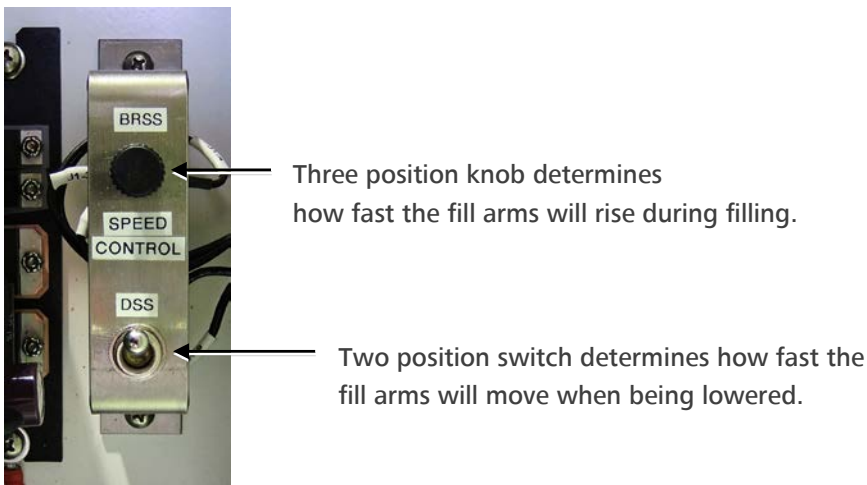 BRSS
Three position knob determines
how fast the fill arms will rise during filling.
SPEED
CONTROL
DSS
Two position switch determines how fast the
fill arms will move when being lowered.